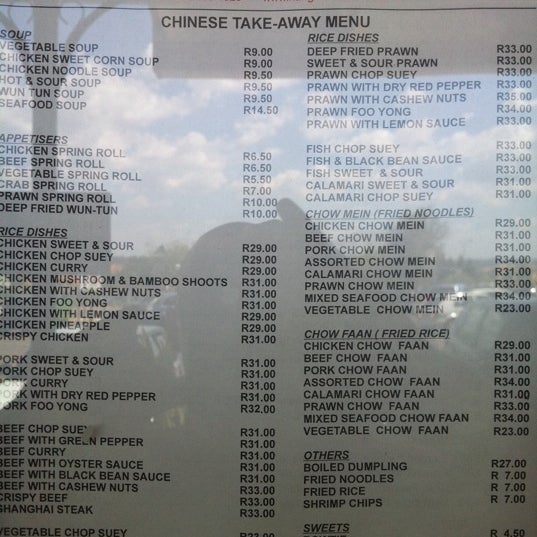 CHINESE TAKE-AWAY MENU
SOUP
VEGETABLE SOUP R9.00
CHICKEN SWEET CORN SOUP R9.00
CHICKEN NOODLE SOUP R9.50
HOT & SOUR SOUP R9.50
WUN TUN SOUP R9.50
SEAFOOD SOUP R14.50
APPETISERS
CHICKEN SPRING ROLL R6.50
BEEF SPRING ROLL R6.50
VEGETABLE SPRING ROLL R5.50
CRAB SPRING ROLL R7.00
PRAWN SPRING ROLL R10.00
DEEP FRIED WUN-TUN R10.00
RICE DISHES
CHICKEN SWEET & SOUR R29.00
CHICKEN CHOP SUEY R29.00
CHICKEN CURRY R29.00
CHICKEN MUSHROOM & BAMBOO SHOOTS R31.00
CHICKEN WITH CASHEW NUTS R31.00
CHICKEN FOO YONG R29.00
CHICKEN WITH LEMON SAUCE R29.00
CHICKEN PINEAPPLE R29.00
CRISPY CHICKEN R31.00
PORK SWEET & SOUR R31.00
PORK CHOP SUEY R31.00
PORK CURRY R31.00
PORK WITH DRY RED PEPPER R31.00
PORK FOO YONG R32.00
BEEF CHOP SUEY R31.00
BEEF WITH GREEN PEPPER R31.00
BEEF CURRY R31.00
BEEF WITH OYSTER SAUCE R31.00
BEEF WITH BLACK BEAN SAUCE R31.00
BEEF WITH CASHEW NUTS R33.00
CRISPY BEEF R33.00
SHANGHAI STEAK R33.00
VEGETABLE CHOP SUEY
RICE DISHES
DEEP FRIED PRAWN R33.00
SWEET & SOUR PRAWN R33.00
PRAWN CHOP SUEY R33.00
PRAWN WITH DRY RED PEPPER R33.00
PRAWN WITH CASHEW NUTS R35.00
PRAWN FOO YONG R34.00
PRAWN WITH LEMON SAUCE R33.00
FISH CHOP SUEY R33.00
FISH & BLACK BEAN SAUCE R33.00
FISH SWEET & SOUR R33.00
CALAMARI SWEET & SOUR R31.00
CALAMARI CHOP SUEY R31.00
CHOW MEIN (FRIED NOODLES)
CHICKEN CHOW MEIN R29.00
BEEF CHOW MEIN R31.00
PORK CHOW MEIN R31.00
ASSORTED CHOW MEIN R34.00
CALAMARI CHOW MEIN R31.00
PRAWN CHOW MEIN R33.00
MIXED SEAFOOD CHOW MEIN R34.00
VEGETABLE CHOW MEIN R23.00
CHOW FAAN ( FRIED RICE)
CHICKEN CHOW FAAN R29.00
BEEF CHOW FAAN R31.00
PORK CHOW FAAN R31.00
ASSORTED CHOW FAAN R34.00
CALAMARI CHOW FAAN R31.00
PRAWN CHOW FAAN R33.00
MIXED SEAFOOD CHOW FAAN R34.00
VEGETABLE CHOW FAAN R23.00
OTHERS
BOILED DUMPLING R27.00
FRIED NOODLES R 7.00
FRIED RICE R 7.00
SHRIMP CHIPS R 7.00
SWEETS
R 4.50